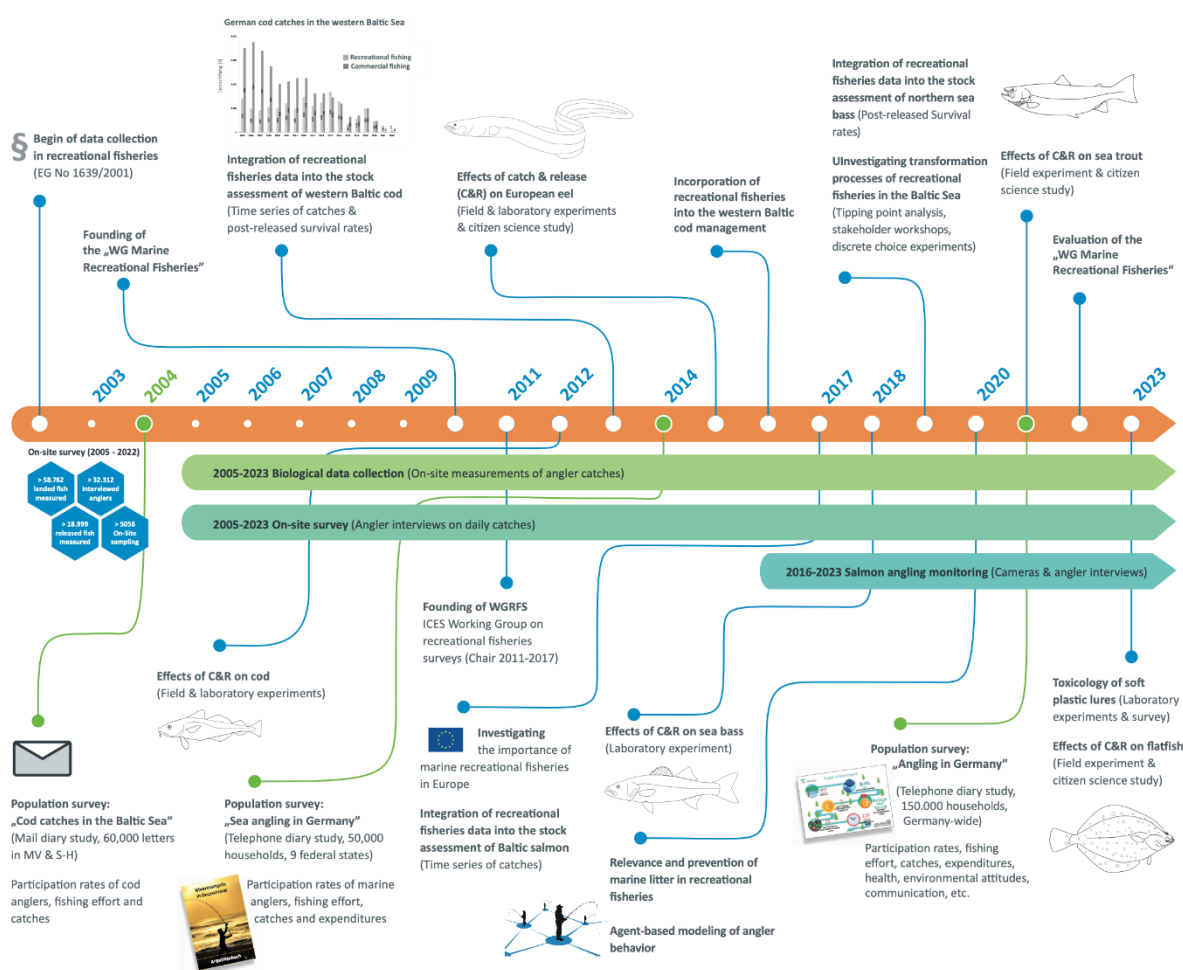 German cod catches in the western Baltic Sea
Recreational fishing
Commercial fishing
§
Begin of data collection
in recreational fisheries
(EG No 1639/2001)
Founding of
the „WG Marine
Recreational Fisheries"
Integration of recreational
fisheries data into the stock
assessment of western Baltic cod
(Time series of catches &
post-released survival rates)
Effects of catch & release
(C&R) on European eel
(Field & laboratory experiments
& citizen science study)
Incorporation of
recreational fisheries
into the western Baltic
cod management
Integration of recreational
fisheries data into the stock
assessment of northern sea
bass (Post-released Survival
rates)
UInvestigating transformation
processes of recreational
fisheries in the Baltic Sea
(Tipping point analysis,
stakeholder workshops,
discrete choice experiments)
Effects of C&R on sea trout
(Field experiment & citizen
science study)
Evaluation of the
„WG Marine
Recreational Fisheries"
2003
2004
2005
2006
2007
2008
2009
2011
2012
2014
2017
2018
2020
2023
On-site survey (2005 - 2022)
> 58.762
landed fish
measured
> 32.312
interviewed
anglers
> 18.999
released fish
measured
> 5056
On-Site
sampling
2005-2023 Biological data collection (On-site measurements of angler catches)
2005-2023 On-site survey (Angler interviews on daily catches)
2016-2023 Salmon angling monitoring (Cameras & angler interviews)
Population survey:
„Cod catches in the Baltic Sea"
(Mail diary study, 60,000 letters
in MV & S-H)
Participation rates of cod
anglers, fishing effort and
catches
Effects of C&R on cod
(Field & laboratory experiments)
Population survey:
„Sea angling in Germany"
(Telephone diary study, 50,000
households, 9 federal states)
Participation rates of marine
anglers, fishing effort,
catches and expenditures
Founding of WGRFS
ICES Working Group on
recreational fisheries
surveys (Chair 2011-2017)
Investigating
the importance of
marine recreational fisheries
in Europe
Integration of recreational
fisheries data into the stock
assessment of Baltic salmon
(Time series of catches)
Effects of C&R on sea bass
(Laboratory experiment)
Relevance and prevention of
marine litter in recreational
fisheries
Agent-based modeling of angler
behavior
Population survey:
„Angling in Germany"
(Telephone diary study,
150.000 households,
Germany-wide)
Participation rates, fishing
effort, catches, expenditures,
health, environmental attitudes,
communication, etc.
Toxicology of soft
plastic lures (Laboratory
experiments & survey)
Effects of C&R on flatfish
(Field experiment &
citizen science study)